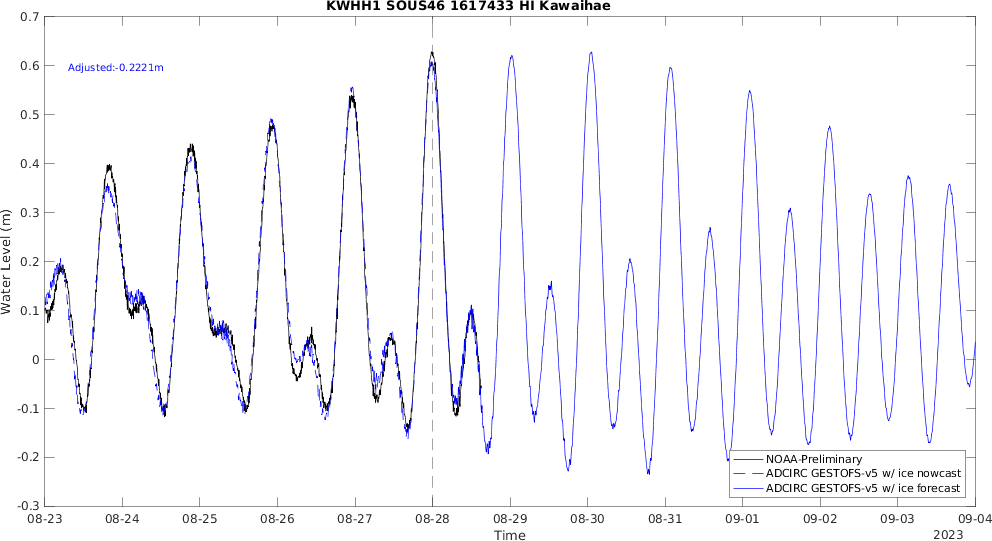 KWHH1 SOUS46 1617433 HI Kawaihae
Adjusted:-0.2221m
Water Level (m)
0.7
0.6
0.5
0.4
0.3
0.2
0.1
0
-0.1
-0.2
-0.3
NOAA-Preliminary
ADCIRC GESTOFS-v5 w/ ice nowcast
ADCIRC GESTOFS-v5 w/ ice forecast
08-23 08-24 08-25 08-26 08-27 08-28 08-29 08-30 08-31 09-01 09-02 09-03 09-04
Time
2023